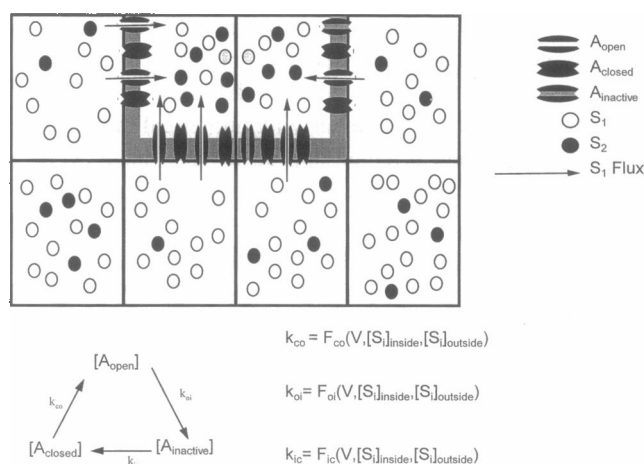 A_open
A_closed
A_inactive
S_1
S_2
S_1 Flux
k_co = F_co(V,[S_i]_inside,[S_i]_outside)
[A_open]
k_co
k_oi
k_oi= F_oi(V,[S_i]_inside,[S_i]_outside)
[A_closed]
[A_inactive]
k_ic= F_ic(V,[S_i]_inside,[S_i]_outside)